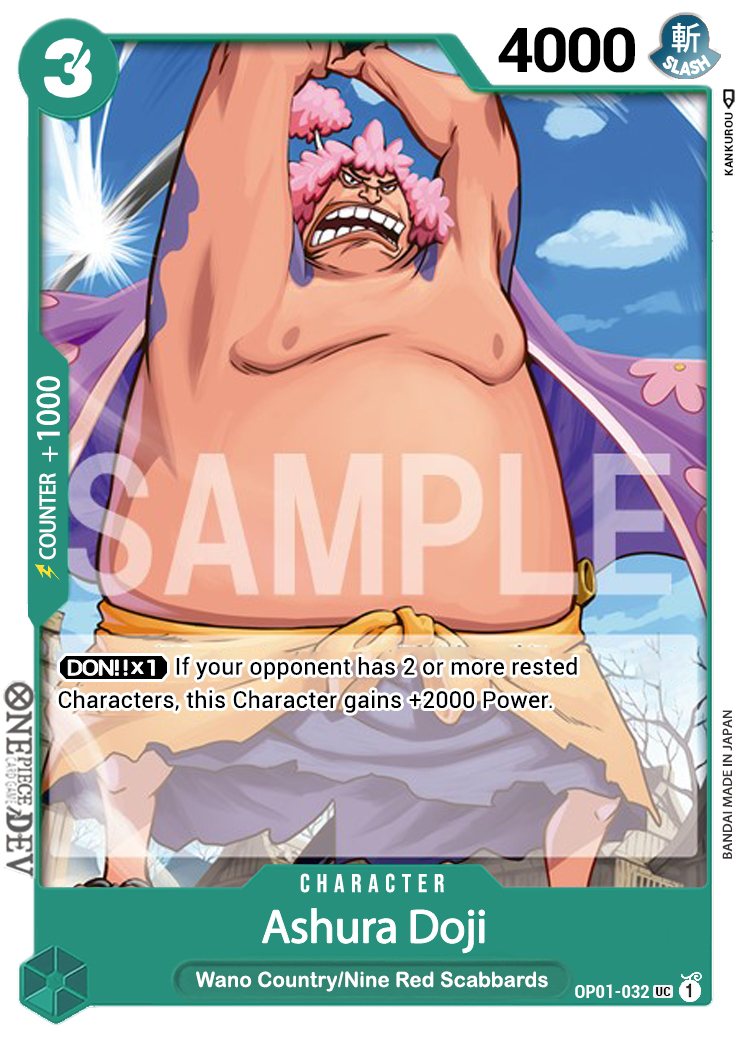 3
4000
斬
SLASH
KANKUROU
COUNTER +1000
SAMPLE
DON!!×1 If your opponent has 2 or more rested
Characters, this Character gains +2000 Power.
ONE PIECE
CARD GAME
DEV
BANDAI MADE IN JAPAN
CHARACTER
Ashura Doji
Wano Country/Nine Red Scabbards
OP01-032 UC 1